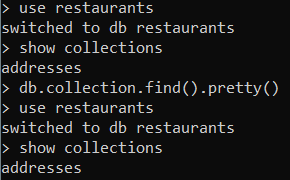 > use restaurants
switched to db restaurants
> show collections
addresses
> db.collection.find().pretty()
> use restaurants
switched to db restaurants
> show collections
addresses